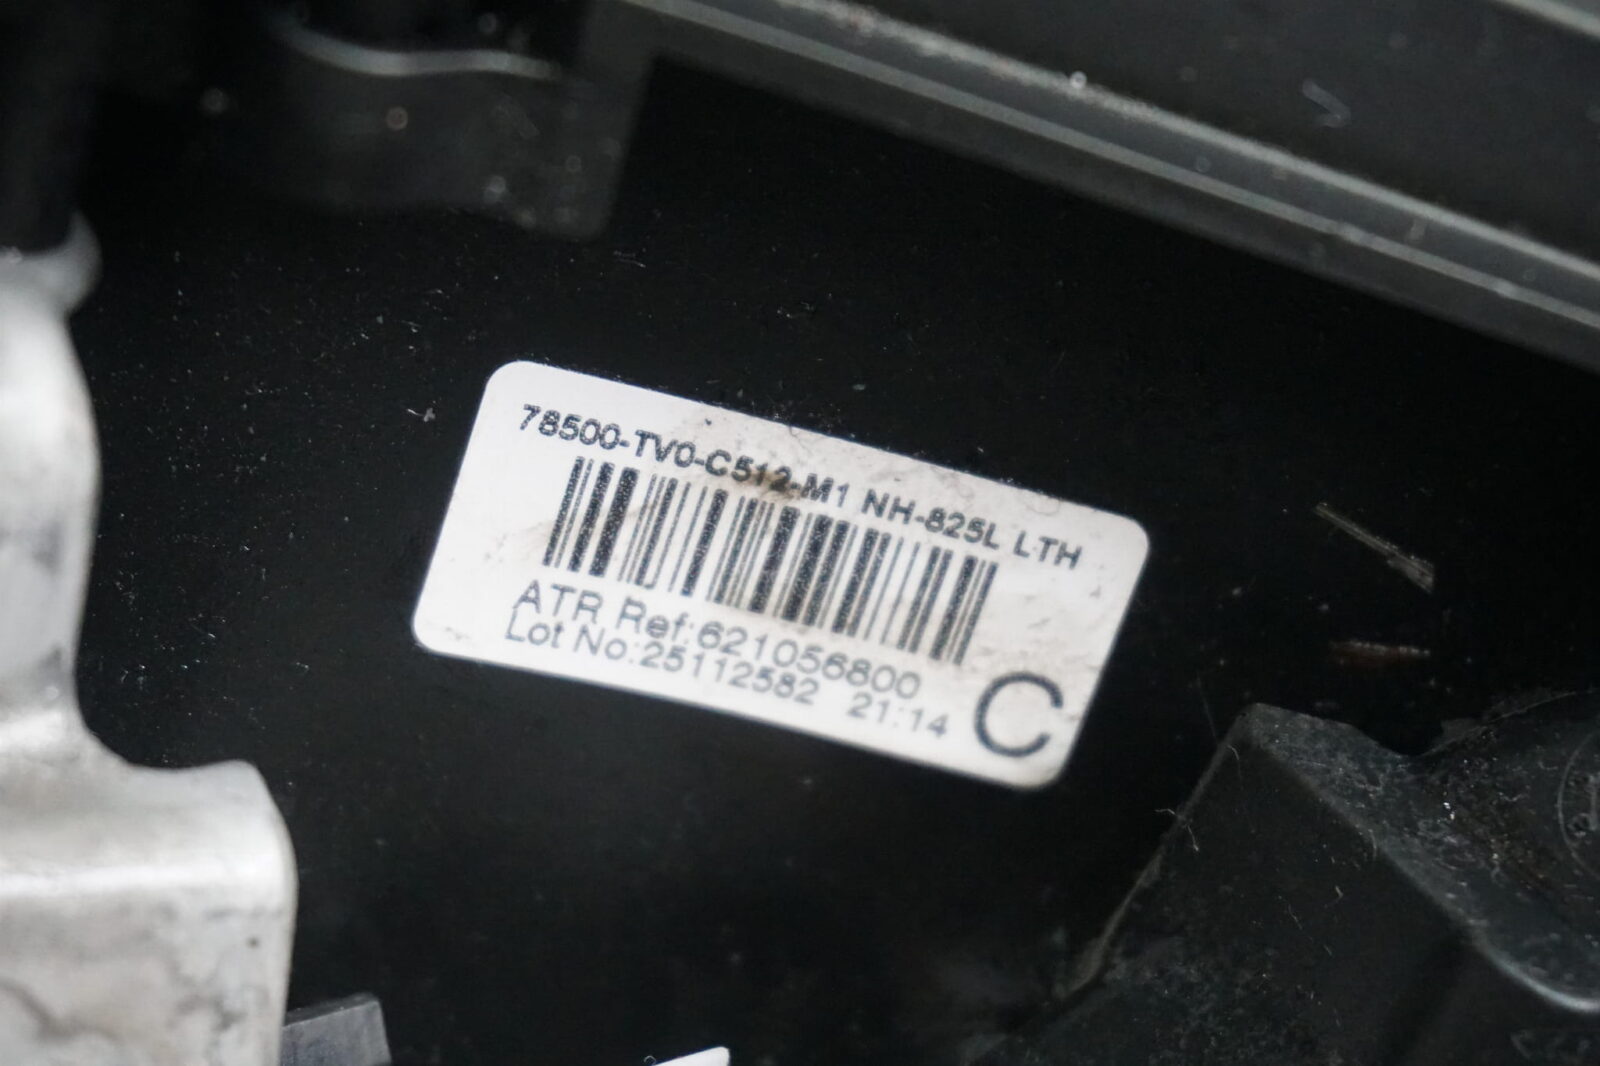 78500-TV0-C512-M1 NH-825L LTH
ATR Ref:621056800
Lot No:25112582 21:14
C